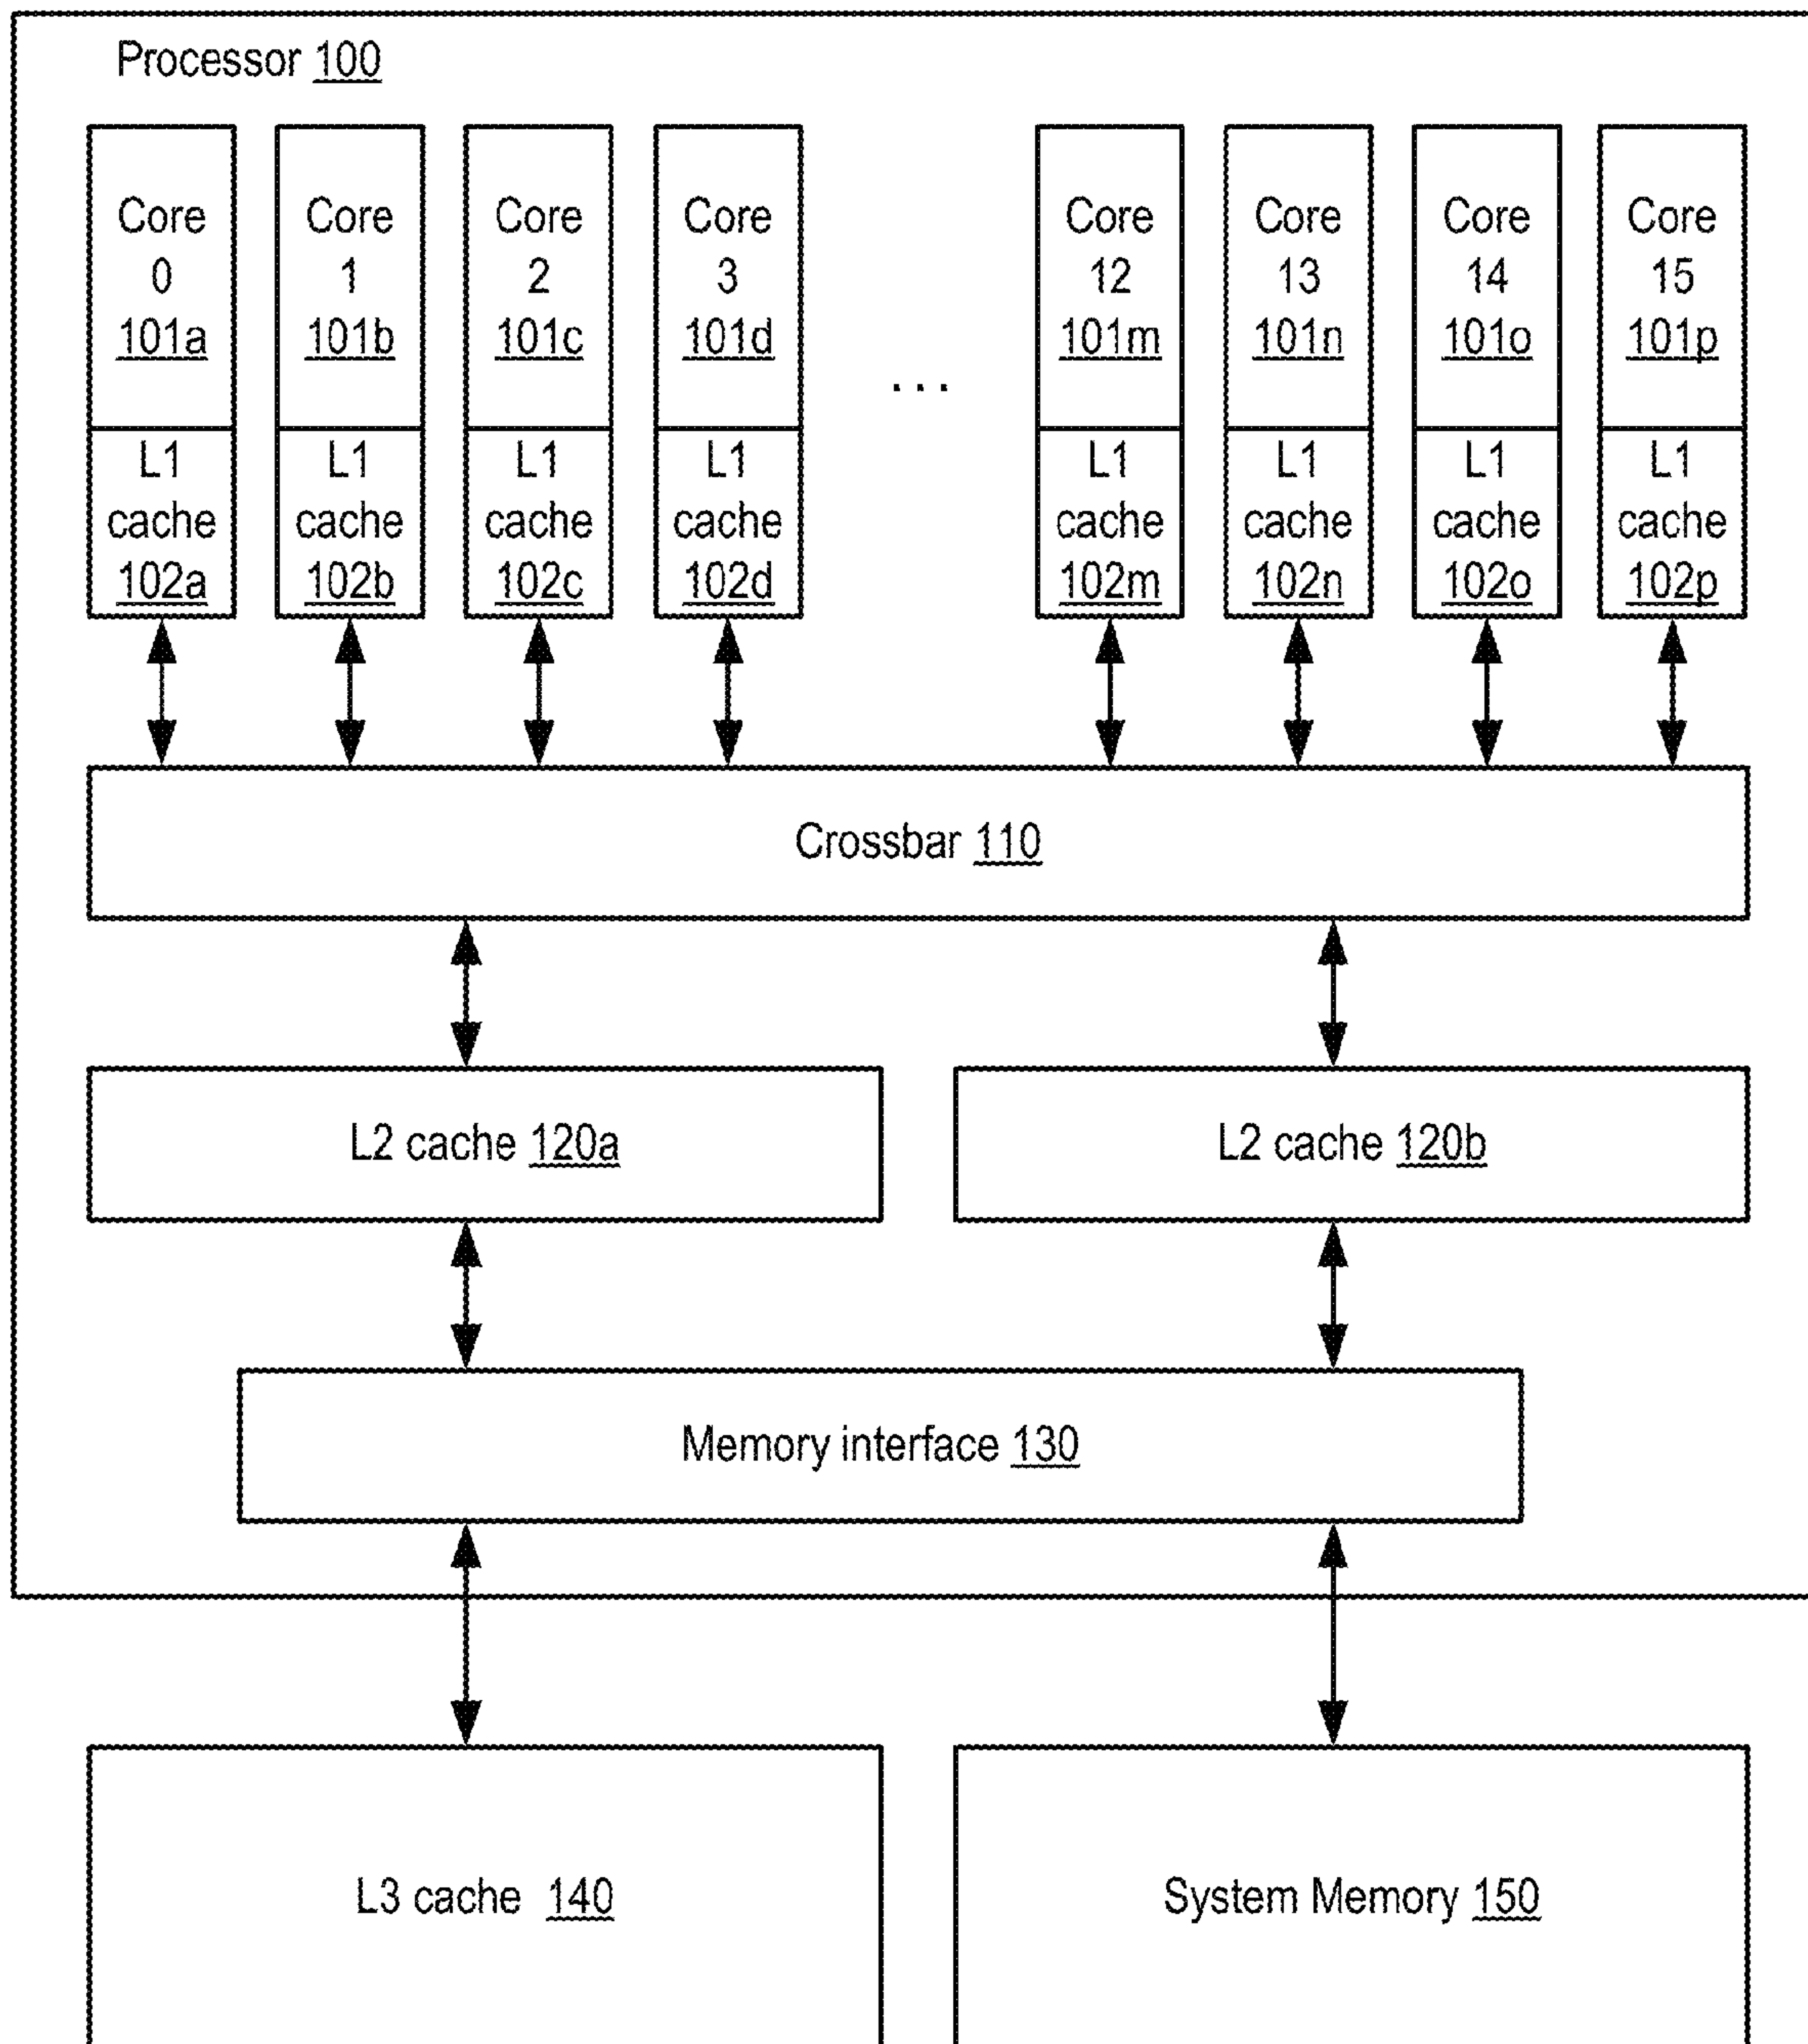 Processor 100
Core
0
101a
Core
1
101b
Core
2
101c
Core
3
101d
...
Core
12
101m
Core
13
101n
Core
14
101o
Core
15
101p
L1
cache
102a
L1
cache
102b
L1
cache
102c
L1
cache
102d
L1
cache
102m
L1
cache
102n
L1
cache
102o
L1
cache
102p
Crossbar 110
L2 cache 120a
L2 cache 120b
Memory interface 130
L3 cache 140
System Memory 150